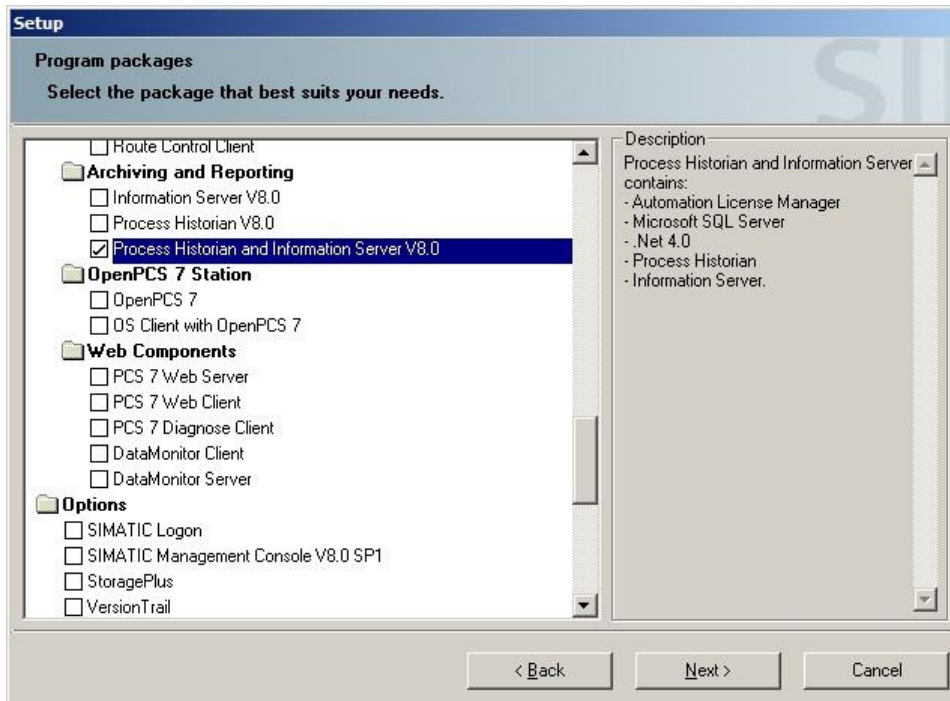 Setup
Program packages
Select the package that best suits your needs.
SI
Route Control Client
Archiving and Reporting
Information Server V8.0
Process Historian V8.0
Process Historian and Information Server V8.0
OpenPCS 7 Station
OpenPCS 7
OS Client with OpenPCS 7
Web Components
PCS 7 Web Server
PCS 7 Web Client
PCS 7 Diagnose Client
DataMonitor Client
DataMonitor Server
Options
SIMATIC Logon
SIMATIC Management Console V8.0 SP1
StoragePlus
VersionTrail
Description
Process Historian and Information Server
contains:
- Automation License Manager
- Microsoft SQL Server
- .Net 4.0
- Process Historian
- Information Server.
< Back
Next >
Cancel